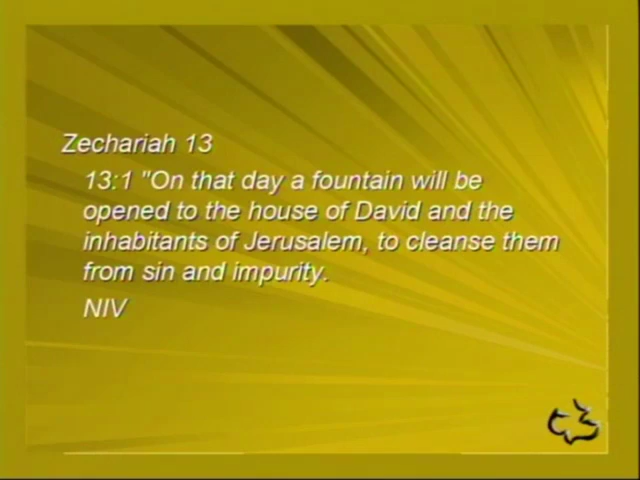 Zechariah 13
13:1 "On that day a fountain will be
opened to the house of David and the
inhabitants of Jerusalem, to cleanse them
from sin and impurity.
NIV